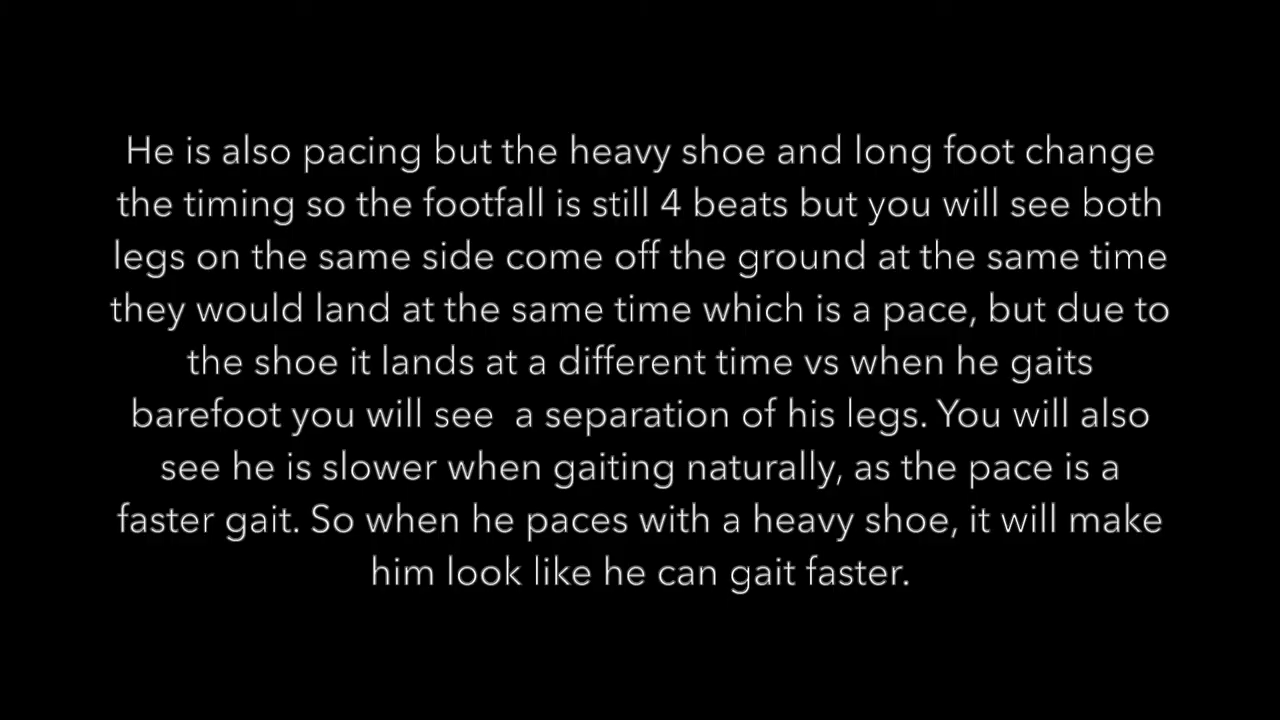 He is also pacing but the heavy shoe and long foot change
the timing so the footfall is still 4 beats but you will see both
legs on the same side come off the ground at the same time
they would land at the same time which is a pace, but due to
the shoe it lands at a different time vs when he gaits
barefoot you will see  a separation of his legs. You will also
see he is slower when gaiting naturally, as the pace is a
faster gait. So when he paces with a heavy shoe, it will make
him look like he can gait faster.